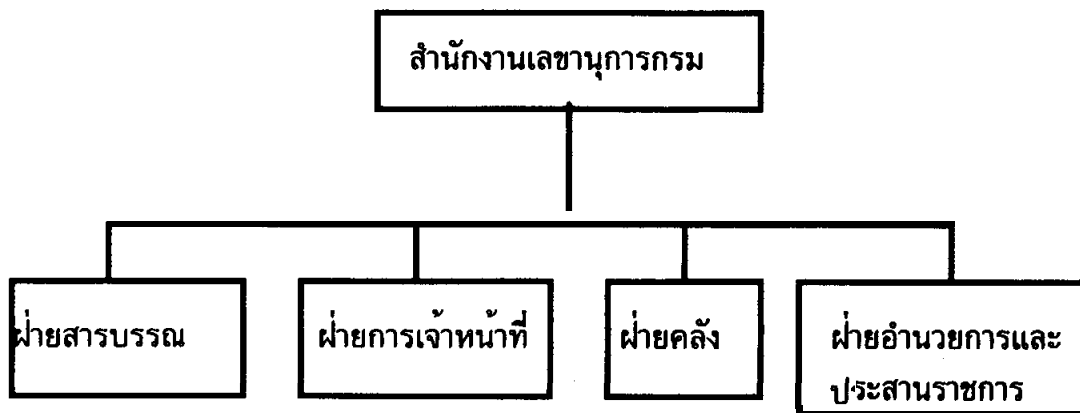 สำนักงานเลขานุการกรม
ฝ่ายสารบรรณ
ฝ่ายการเจ้าหน้าที่
ฝ่ายคลัง
ฝ่ายอำนวยการและ
ประสานราชการ